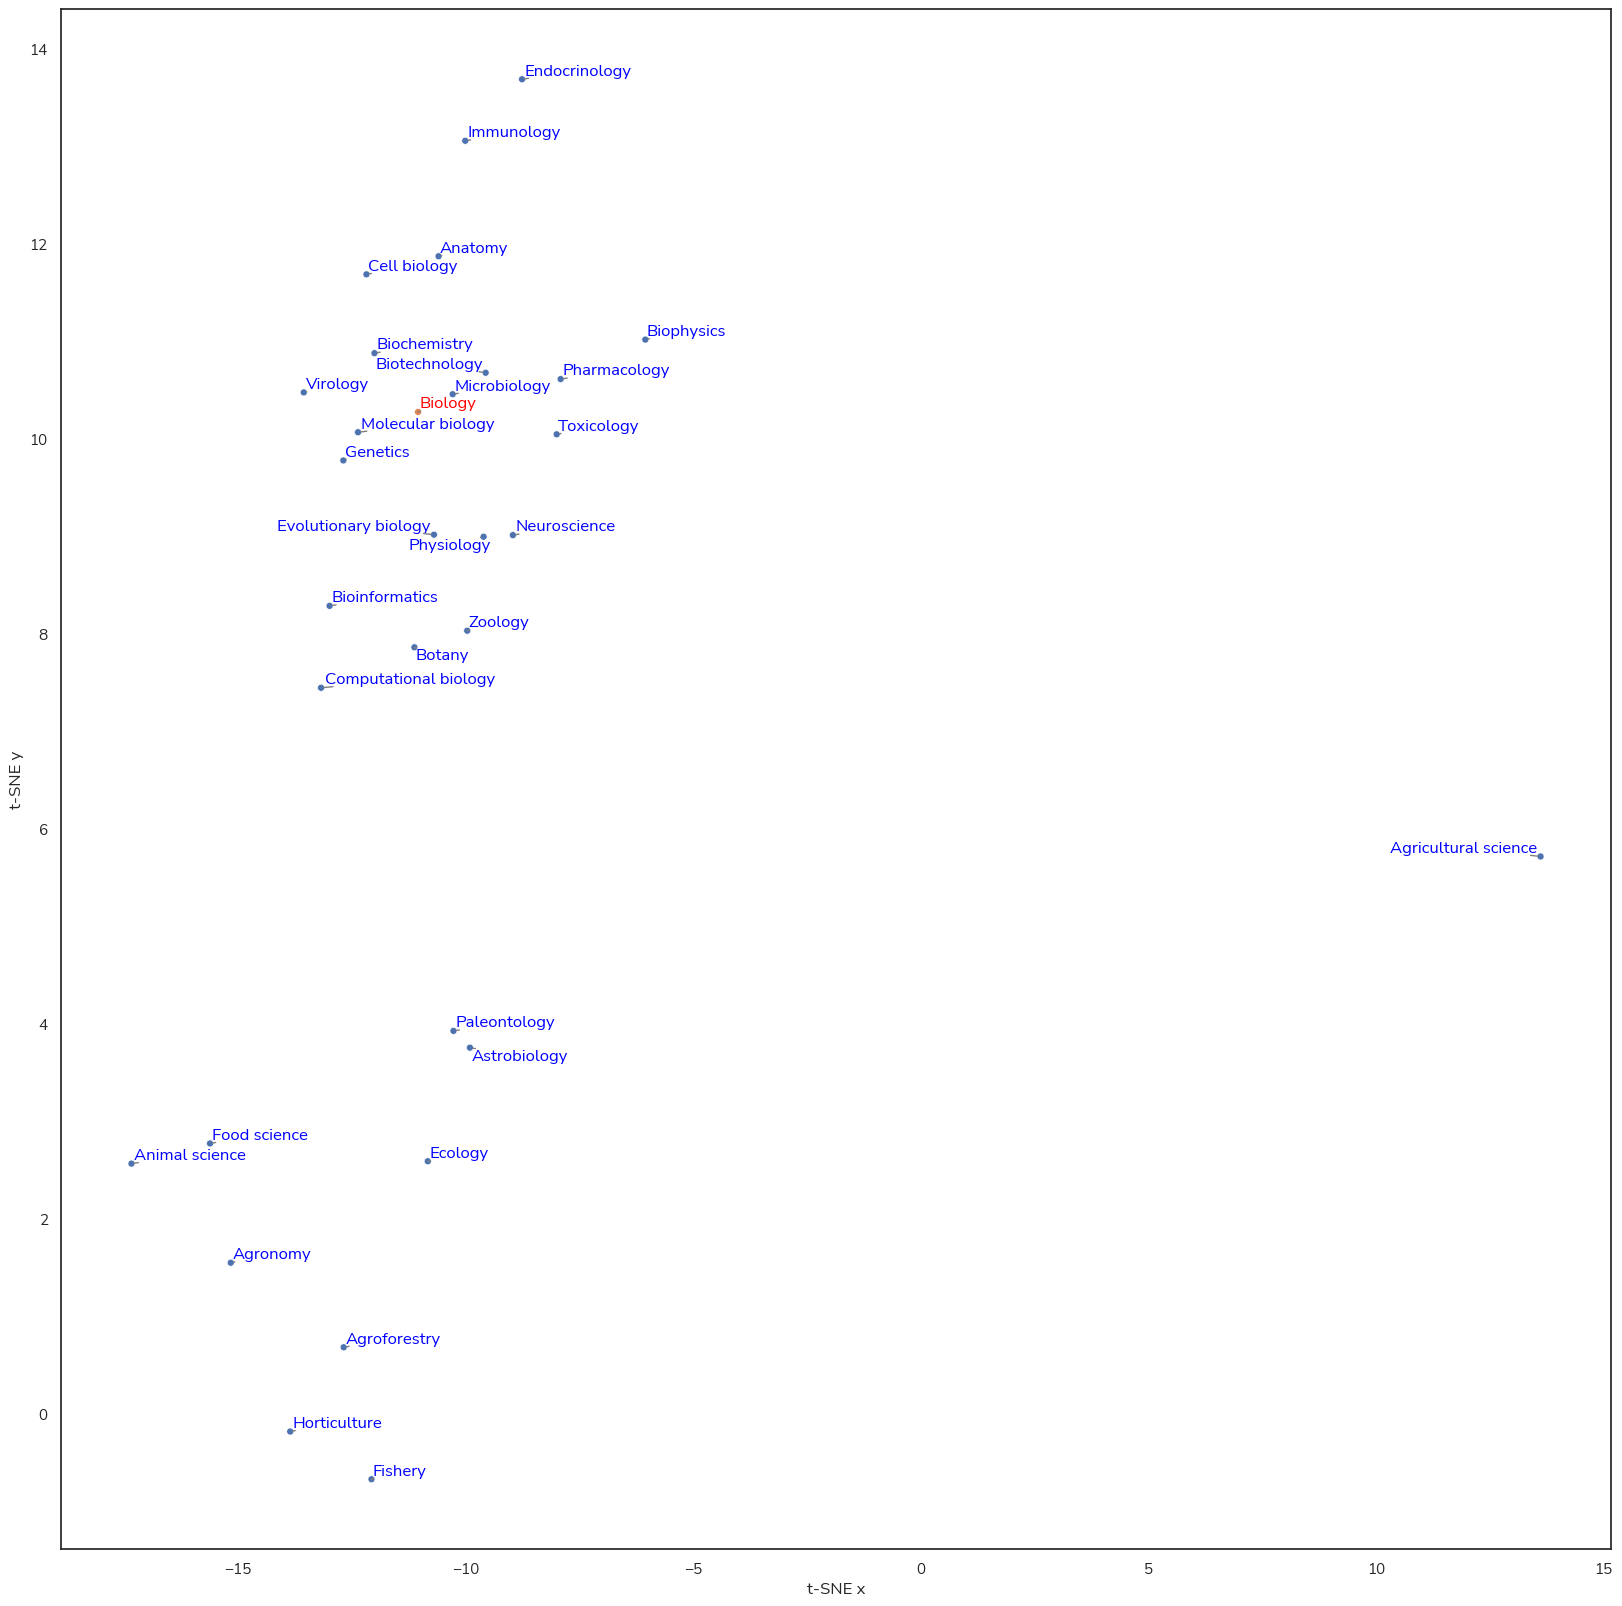 14
Endocrinology
Immunology
12
Anatomy
Cell biology
Biophysics
Biochemistry
Biotechnology
Pharmacology
Virology
Microbiology
Biology
Molecular biology
Toxicology
10
Genetics
Evolutionary biology
Neuroscience
Physiology
Bioinformatics
Zoology
8
Botany
Computational biology
t-SNE y
6
Agricultural science
4
Paleontology
Astrobiology
Food science
Animal science
Ecology
2
Agronomy
Agroforestry
0
Horticulture
Fishery
−15 −10 −5 0 5 10 15
t-SNE x